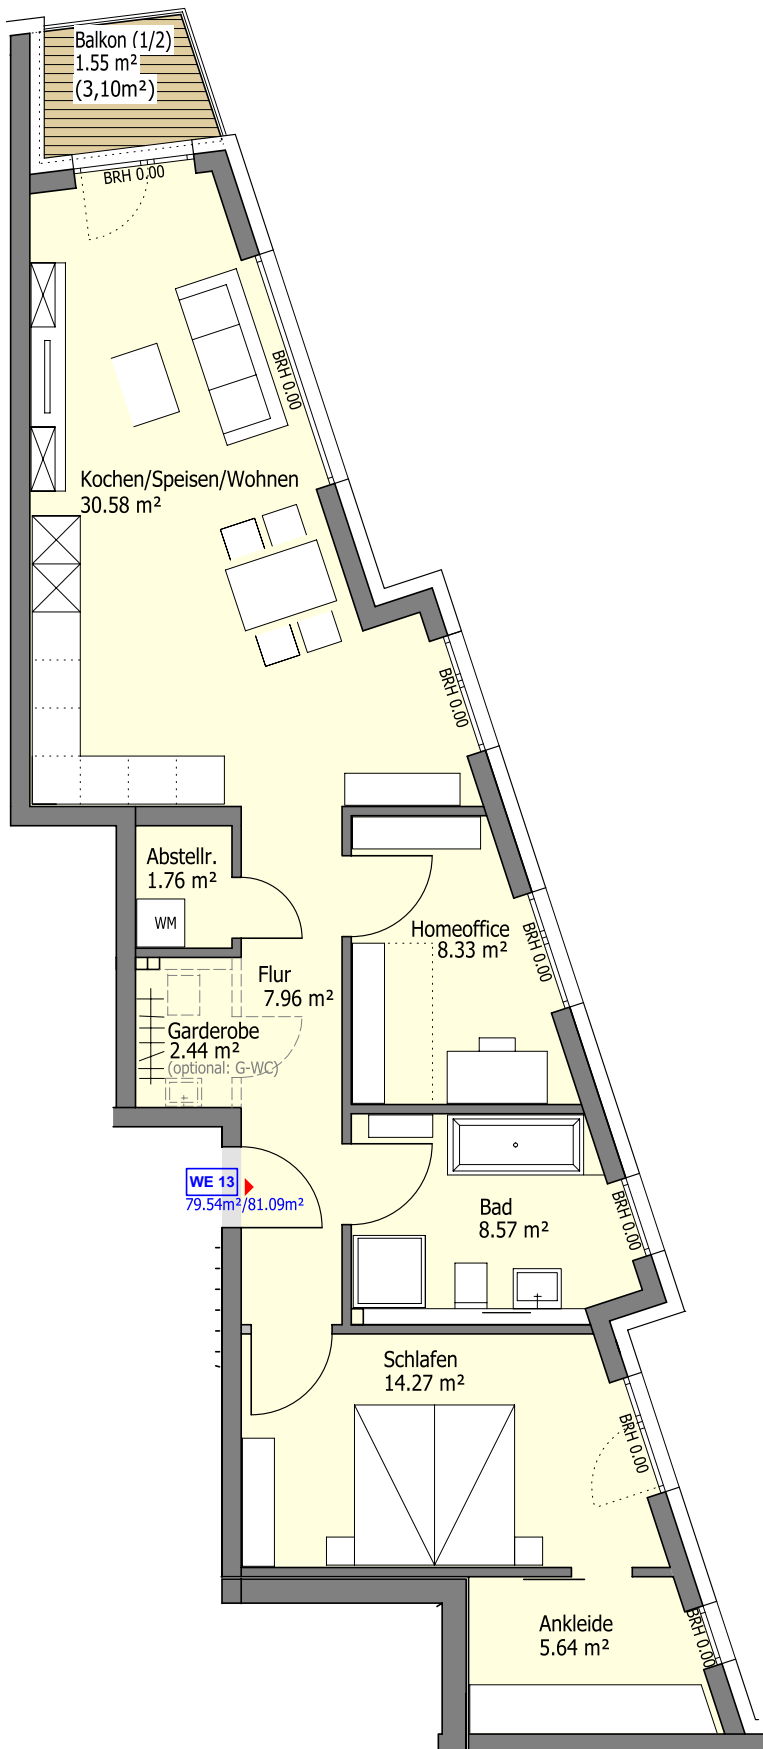 Balkon (1/2)
1.55 m²
(3,10m²)
BRH 0.00
BRH 0.00
Kochen/Speisen/Wohnen
30.58 m²
BRH 0.00
Abstellr.
1.76 m²
WM
Homeoffice
8.33 m²
BRH 0.00
Flur
7.96 m²
Garderobe
2.44 m²
(optional: G-WC)
WE 13
79.54m²/81.09m²
Bad
8.57 m²
BRH 0.00
Schlafen
14.27 m²
BRH 0.00
Ankleide
5.64 m²
BRH 0.00